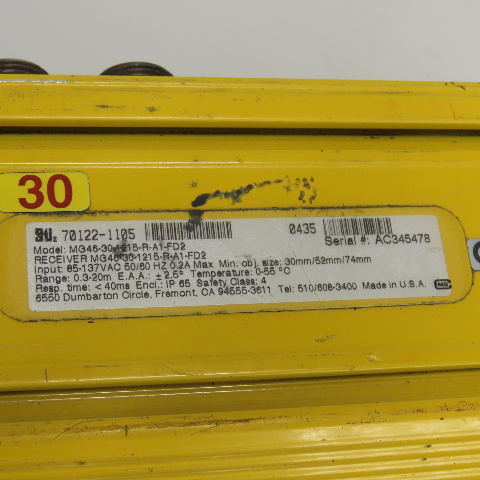 30
STI. 70122-1105 0435
Model: MG46-30-1215-R-A1-FD2 Serial #: AC345478
RECEIVER MG46-30-1215-R-A1-FD2
Input: 85-137VAC 50/60 HZ 0.2A Max Min. obj. size: 30mm/52mm/74mm
Range: 0.3-20m E.A.A.: ± 2.5° Temperature: 0-55 °C
Resp. time: < 40ms Encl.: IP 65 Safety Class: 4
6550 Dumbarton Circle, Fremont, CA 94555-3611 Tel: 510/608-3400 Made in U.S.A.